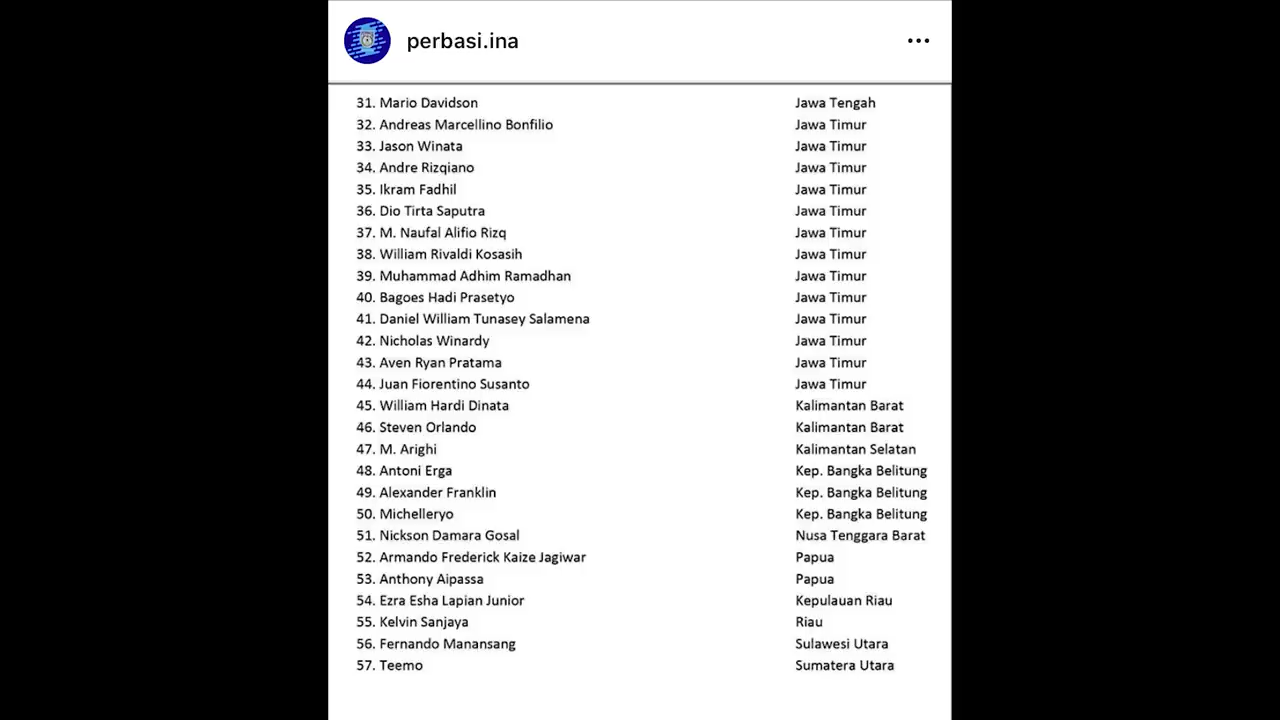 perbasi.ina
31. Mario Davidson Jawa Tengah
32. Andreas Marcellino Bonfilio Jawa Timur
33. Jason Winata Jawa Timur
34. Andre Rizqiano Jawa Timur
35. Ikram Fadhil Jawa Timur
36. Dio Tirta Saputra Jawa Timur
37. M. Naufal Alifio Rizq Jawa Timur
38. William Rivaldi Kosasih Jawa Timur
39. Muhammad Adhim Ramadhan Jawa Timur
40. Bagoes Hadi Prasetyo Jawa Timur
41. Daniel William Tunasey Salamena Jawa Timur
42. Nicholas Winardy Jawa Timur
43. Aven Ryan Pratama Jawa Timur
44. Juan Fiorentino Susanto Jawa Timur
45. William Hardi Dinata Kalimantan Barat
46. Steven Orlando Kalimantan Barat
47. M. Arighi Kalimantan Selatan
48. Antoni Erga Kep. Bangka Belitung
49. Alexander Franklin Kep. Bangka Belitung
50. Michelleryo Kep. Bangka Belitung
51. Nickson Damara Gosal Nusa Tenggara Barat
52. Armando Frederick Kaize Jagiwar Papua
53. Anthony Aipassa Papua
54. Ezra Esha Lapian Junior Kepulauan Riau
55. Kelvin Sanjaya Riau
56. Fernando Manansang Sulawesi Utara
57. Teemo Sumatera Utara